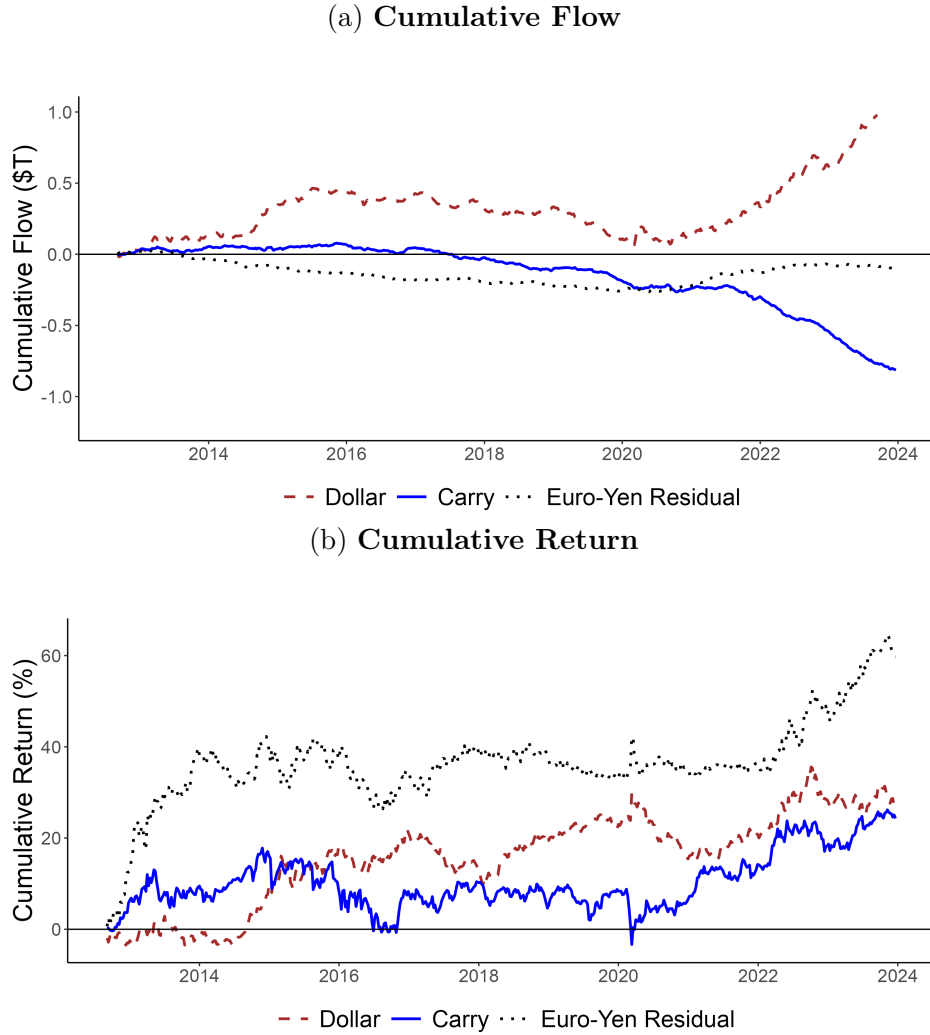 (a) Cumulative Flow
Cumulative Flow ($T)
1.0
0.5
0.0
-0.5
-1.0
2014 2016 2018 2020 2022 2024
Dollar Carry Euro-Yen Residual
(b) Cumulative Return
Cumulative Return (%)
60
40
20
0
2014 2016 2018 2020 2022 2024
Dollar Carry Euro-Yen Residual